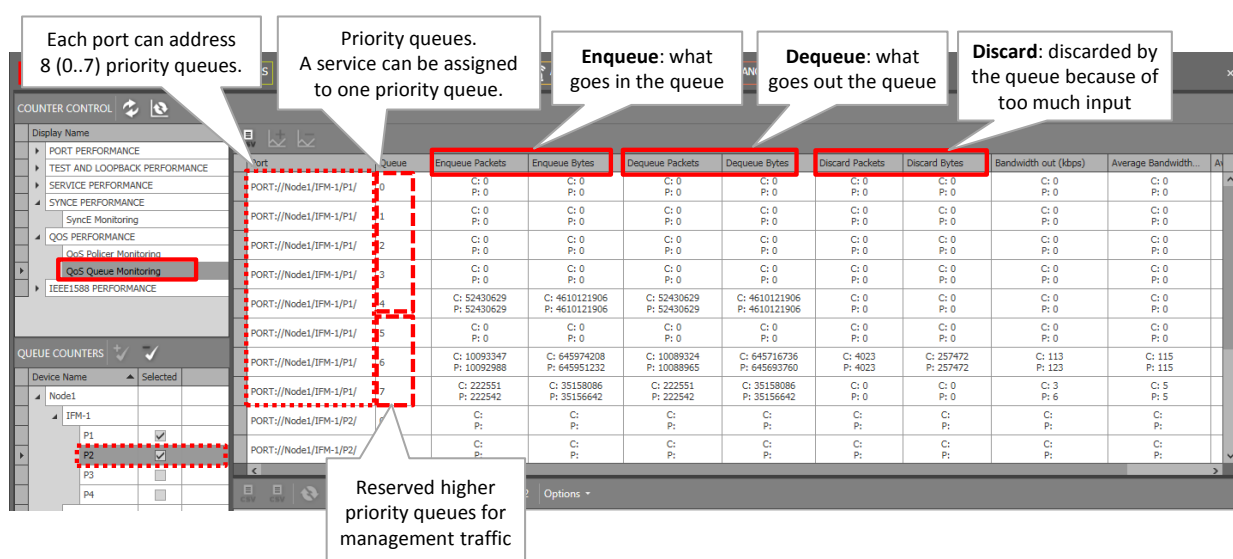 Each port can address
8 (0..7) priority queues.
Priority queues.
A service can be assigned
to one priority queue.
Enqueue: what
goes in the queue
Dequeue: what
goes out the queue
Discard: discarded by
the queue because of
too much input
COUNTER CONTROL
Display Name
PORT PERFORMANCE
TEST AND LOOPBACK PERFORMANCE
SERVICE PERFORMANCE
SYNCE PERFORMANCE
SyncE Monitoring
QOS PERFORMANCE
QoS Policer Monitoring
QoS Queue Monitoring
IEEE1588 PERFORMANCE
QUEUE COUNTERS
Device Name Selected
Node1
IFM-1
P1
P2
P3
P4
Port Queue Enqueue Packets Enqueue Bytes Dequeue Packets Dequeue Bytes Discard Packets Discard Bytes Bandwidth out (kbps) Average Bandwidth...
PORT://Node1/IFM-1/P1/ 0 C: 0 C: 0 C: 0 C: 0 C: 0 C: 0 C: 0 C: 0
P: 0 P: 0 P: 0 P: 0 P: 0 P: 0 P: 0 P: 0
PORT://Node1/IFM-1/P1/ 1 C: 0 C: 0 C: 0 C: 0 C: 0 C: 0 C: 0 C: 0
P: 0 P: 0 P: 0 P: 0 P: 0 P: 0 P: 0 P: 0
PORT://Node1/IFM-1/P1/ 2 C: 0 C: 0 C: 0 C: 0 C: 0 C: 0 C: 0 C: 0
P: 0 P: 0 P: 0 P: 0 P: 0 P: 0 P: 0 P: 0
PORT://Node1/IFM-1/P1/ 3 C: 0 C: 0 C: 0 C: 0 C: 0 C: 0 C: 0 C: 0
P: 0 P: 0 P: 0 P: 0 P: 0 P: 0 P: 0 P: 0
PORT://Node1/IFM-1/P1/ 4 C: 52430629 C: 4610121906 C: 52430629 C: 4610121906 C: 0 C: 0 C: 0 C: 0
P: 52430629 P: 4610121906 P: 52430629 P: 4610121906 P: 0 P: 0 P: 0 P: 0
PORT://Node1/IFM-1/P1/ 5 C: 0 C: 0 C: 0 C: 0 C: 0 C: 0 C: 0 C: 0
P: 0 P: 0 P: 0 P: 0 P: 0 P: 0 P: 0 P: 0
PORT://Node1/IFM-1/P1/ 6 C: 10093347 C: 645974208 C: 10089324 C: 645716736 C: 4023 C: 257472 C: 113 C: 115
P: 10092988 P: 645951232 P: 10088965 P: 645693760 P: 4023 P: 257472 P: 123 P: 115
PORT://Node1/IFM-1/P1/ 7 C: 222551 C: 35158086 C: 222551 C: 35158086 C: 0 C: 0 C: 3 C: 5
P: 222542 P: 35156642 P: 222542 P: 35156642 P: 0 P: 0 P: 6 P: 5
PORT://Node1/IFM-1/P2/ C: C: C: C: C: C: C: C:
P: P: P: P: P: P: P: P:
PORT://Node1/IFM-1/P2/ C: C: C: C: C: C: C: C:
P: P: P: P: P: P: P: P:
Options
Reserved higher
priority queues for
management traffic